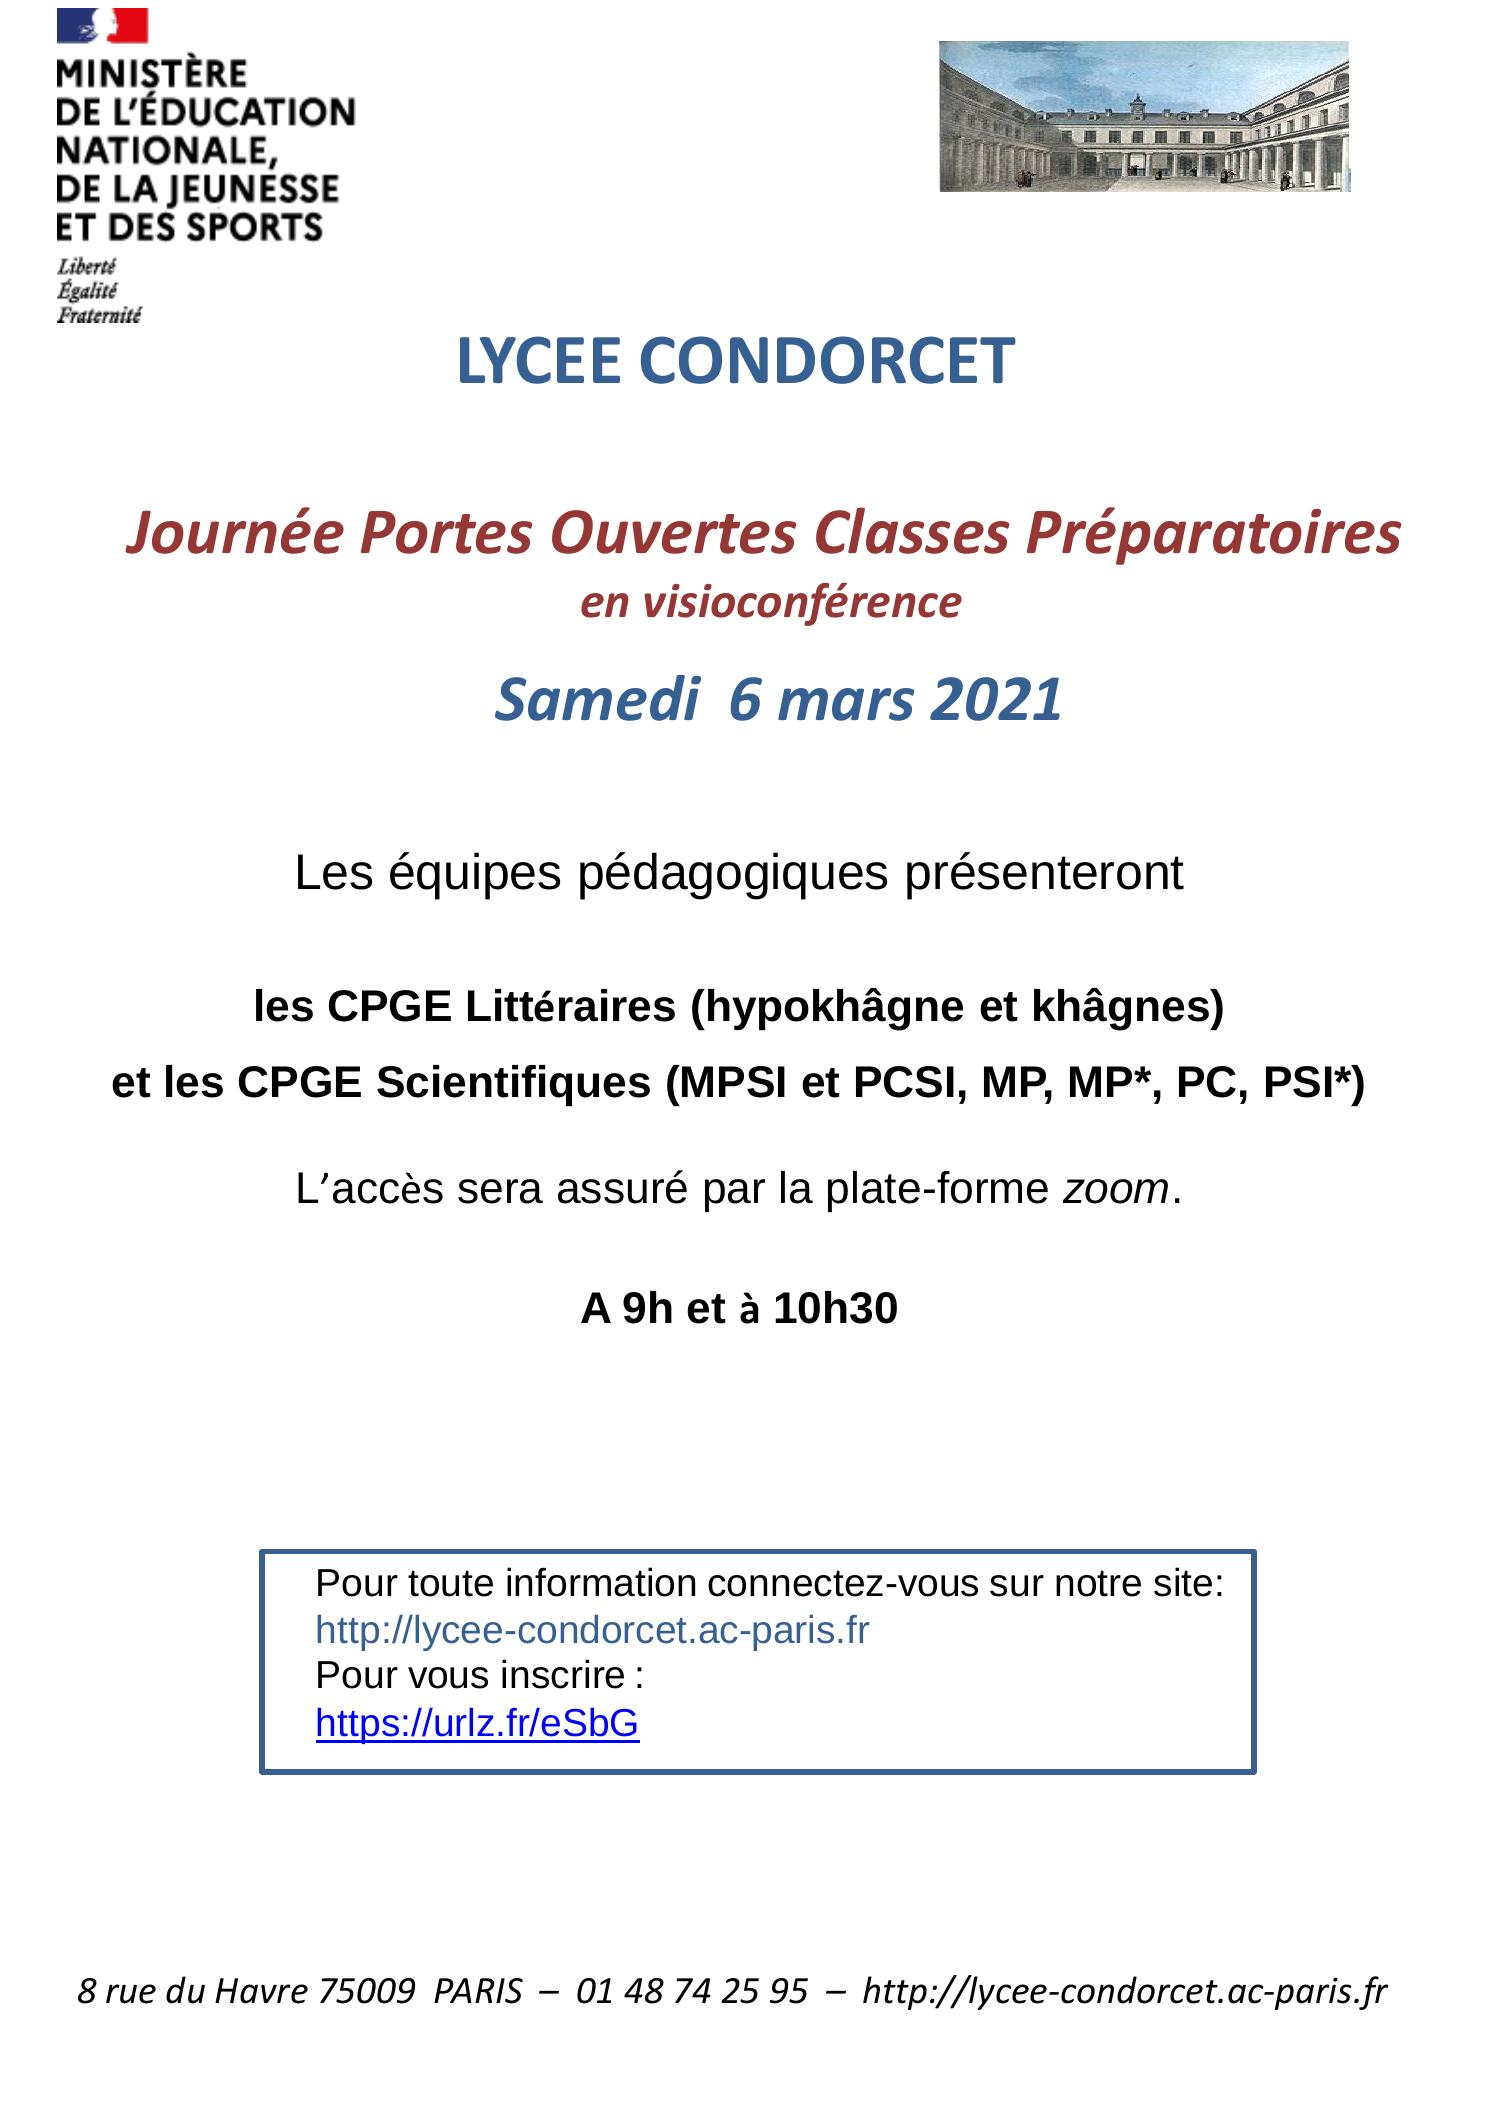 MINISTÈRE
DE L'ÉDUCATION
NATIONALE,
DE LA JEUNESSE
ET DES SPORTS
Liberté
Égalité
Fraternité
LYCEE CONDORCET
Journée Portes Ouvertes Classes Préparatoires
en visioconférence
Samedi  6 mars 2021
Les équipes pédagogiques présenteront
les CPGE Littéraires (hypokhâgne et khâgnes)
et les CPGE Scientifiques (MPSI et PCSI, MP, MP*, PC, PSI*)
L’accès sera assuré par la plate-forme zoom.
A 9h et à 10h30
Pour toute information connectez-vous sur notre site:
http://lycee-condorcet.ac-paris.fr
Pour vous inscrire :
https://urlz.fr/eSbG
8 rue du Havre 75009  PARIS  –  01 48 74 25 95  –  http://lycee-condorcet.ac-paris.fr